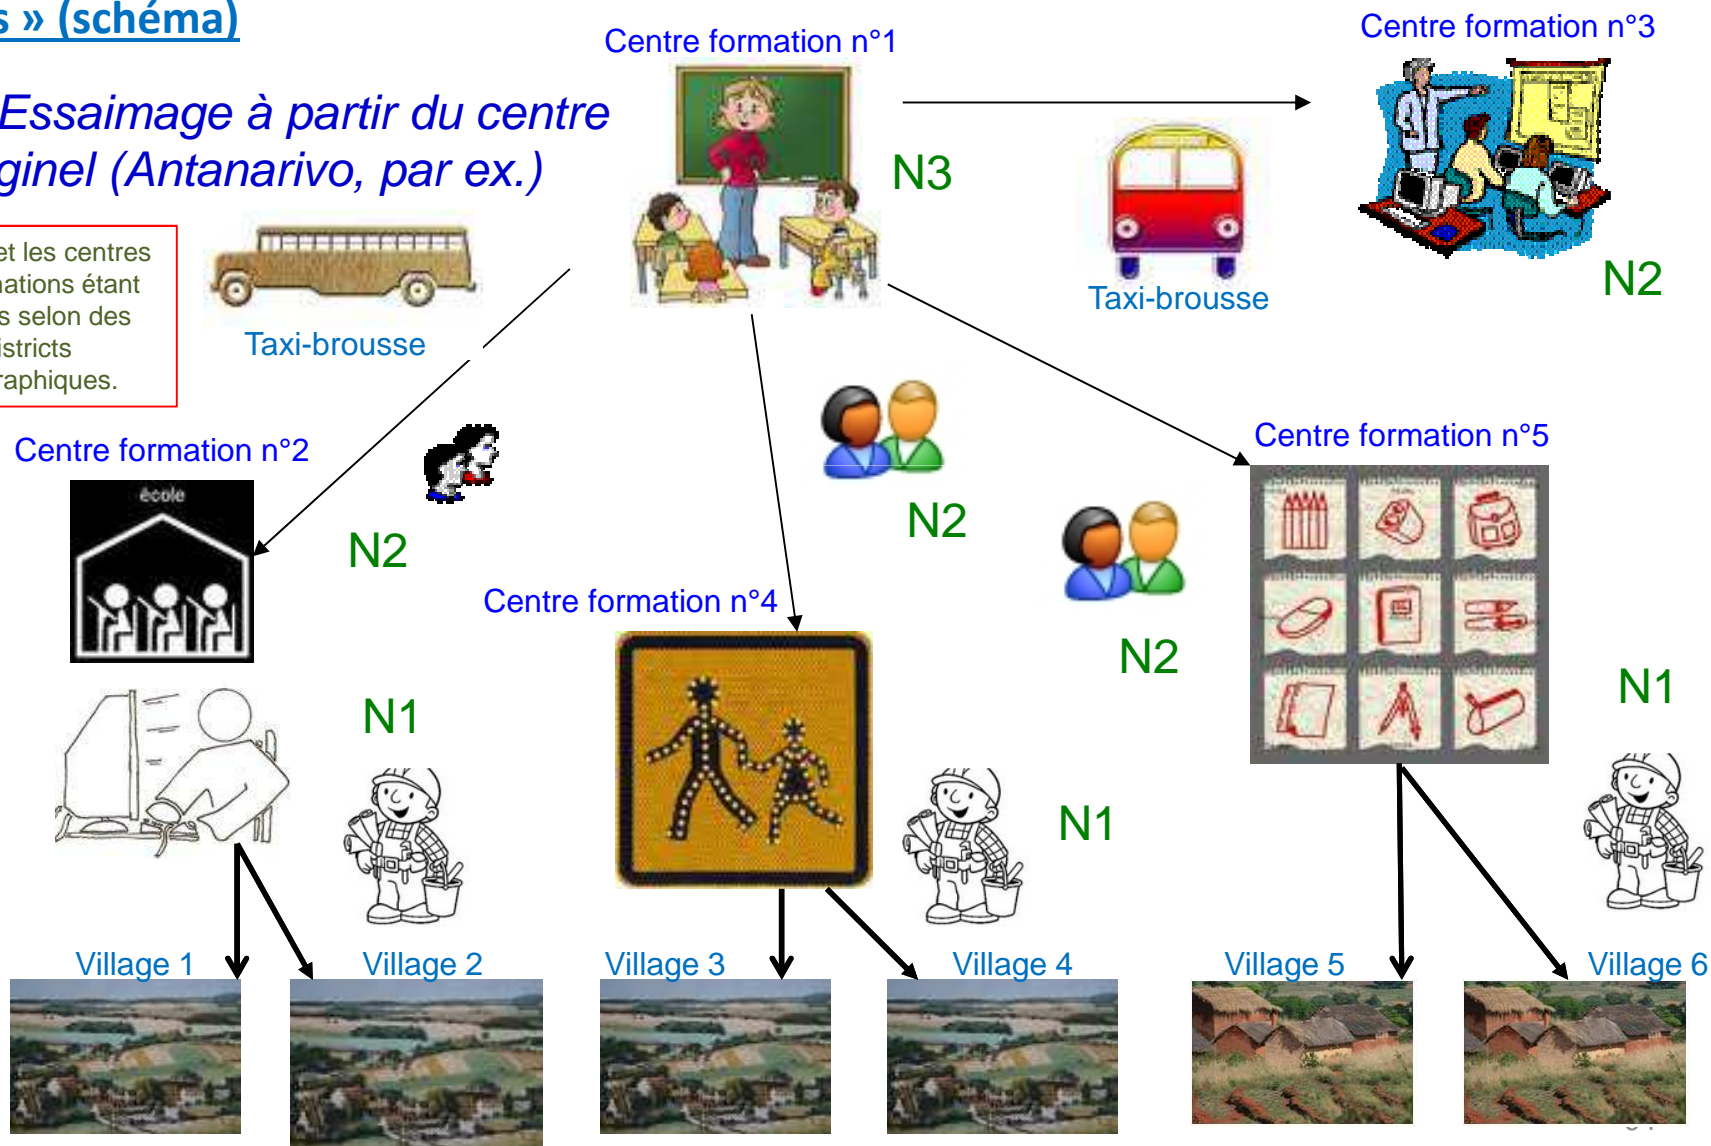 s » (schéma)
Centre formation n°1
Centre formation n°3
Essaimage à partir du centre
ginel (Antanarivo, par ex.)
N3
N2
et les centres
ations étant
s selon des
istricts
raphiques.
Taxi-brousse
Taxi-brousse
Centre formation n°2
Centre formation n°5
école
N2
N2
Centre formation n°4
N2
N1
N1
N1
Village 1
Village 2
Village 3
Village 4
Village 5
Village 6